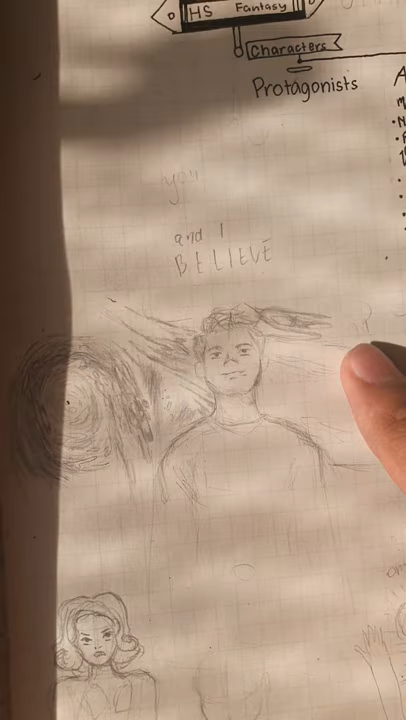 HS Fantasy
Characters
Protagonists
you
and I
BELIEVE